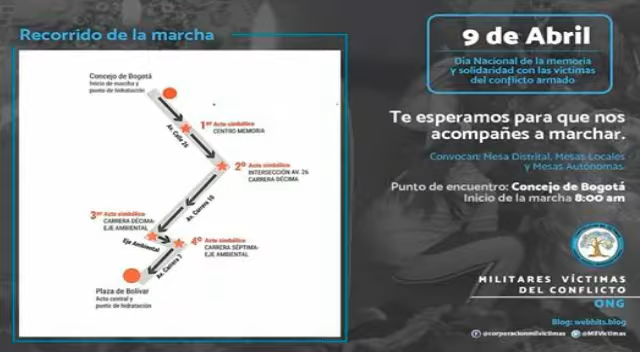 Recorrido de la marcha
Concejo de Bogotá
Inicio de marcha y
punto de hidratación
Av. Calle 26
1er Acto simbólico
CENTRO MEMORIA
2º Acto simbólico
INTERSECCIÓN AV. 26
CARRERA DÉCIMA
Av. Carrera 10
3er Acto simbólico
CARRERA DÉCIMA-
EJE AMBIENTAL
Eje Ambiental
4º Acto simbólico
CARRERA SÉPTIMA-
EJE AMBIENTAL
Av. Carrera 7
Plaza de Bolívar
Acto central y
punto de hidratación
9 de Abril
Dia Nacional de la memoria
y solidaridad con las víctimas
del conflicto armado
Te esperamos para que nos
acompañes a marchar.
Convocan: Mesa Distrital, Mesas Locales
y Mesas Autónomas.
Punto de encuentro: Concejo de Bogotá
Inicio de la marcha 8:00 am
MILITARES VÍCTIMAS
DEL CONFLICTO
ONG
Blog: webhits.blog
@corporacionmilvictimas @MilVictimas